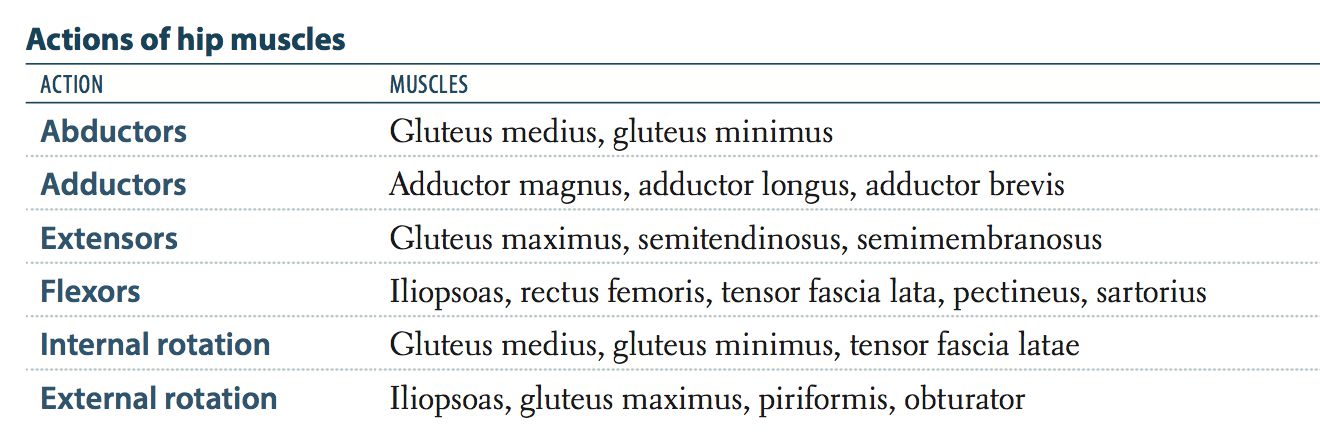 Actions of hip muscles
ACTION MUSCLES
Abductors Gluteus medius, gluteus minimus
Adductors Adductor magnus, adductor longus, adductor brevis
Extensors Gluteus maximus, semitendinosus, semimembranosus
Flexors Iliopsoas, rectus femoris, tensor fascia lata, pectineus, sartorius
Internal rotation Gluteus medius, gluteus minimus, tensor fascia latae
External rotation Iliopsoas, gluteus maximus, piriformis, obturator